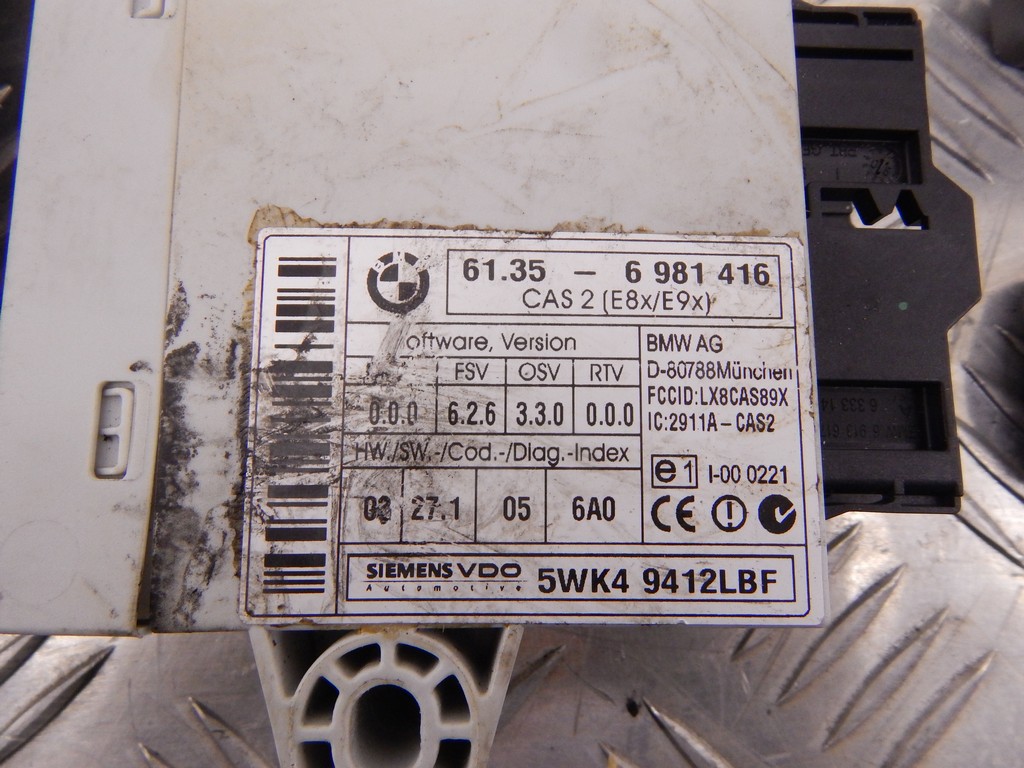 61.35 - 6 981 416
CAS 2 (E8x/E9x)
oftware, Version
FSV OSV RTV
0.0.0 6.2.6 3.3.0 0.0.0
HW./SW.-/Cod.-/Diag.-Index
03 27.1 05 6A0
BMW AG
D-80788München
FCCID:LX8CAS89X
IC:2911A-CAS2
e1 I-00 0221
CE
SIEMENS VDO
Automotive
5WK4 9412LBF